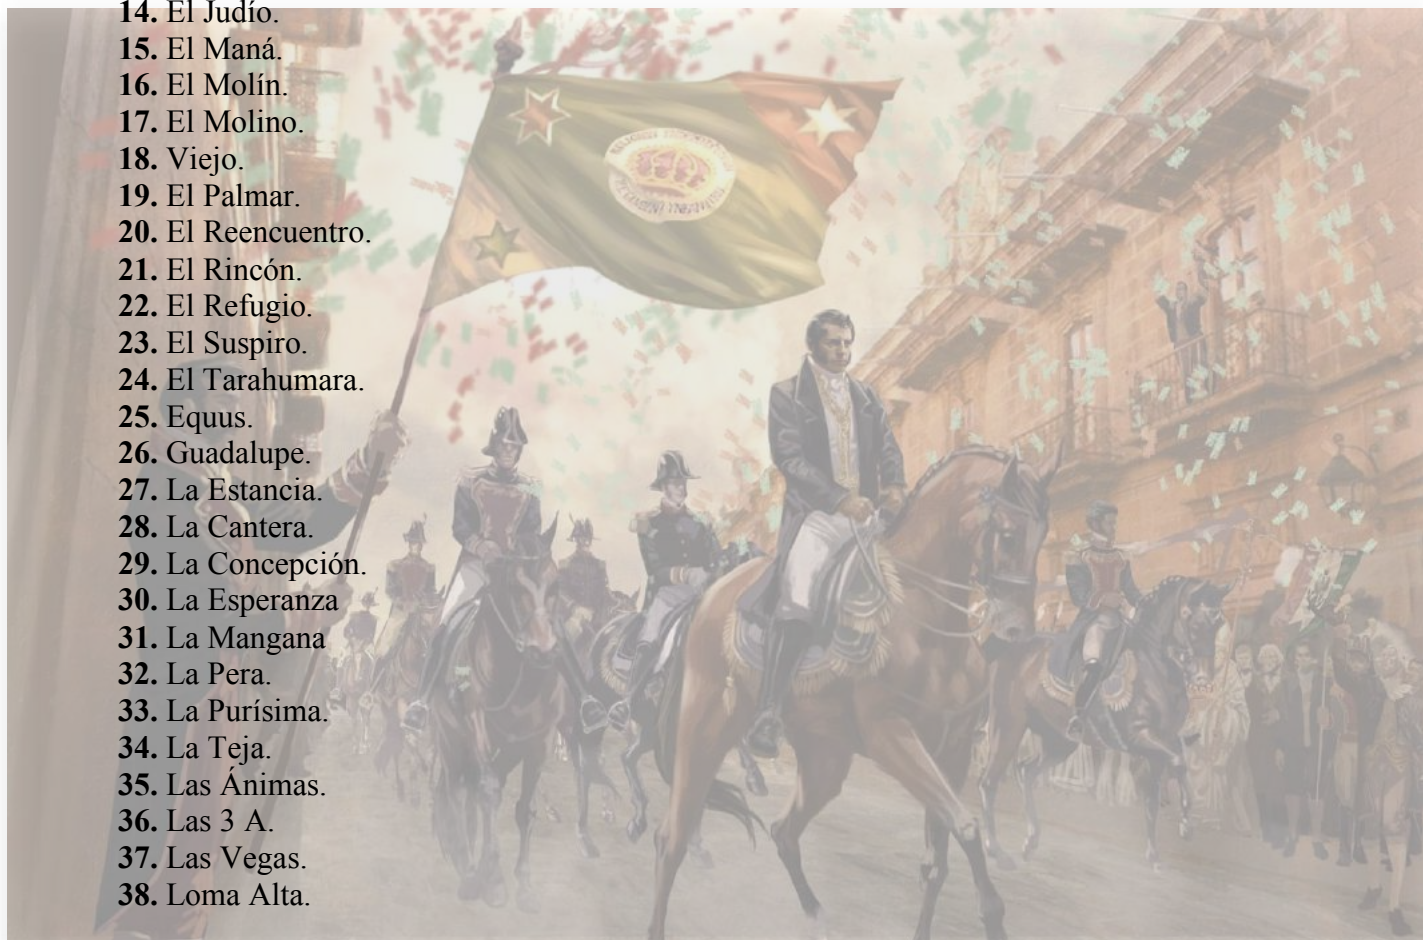 14. El Judío.
15. El Maná.
16. El Molín.
17. El Molino.
18. Viejo.
19. El Palmar.
20. El Reencuentro.
21. El Rincón.
22. El Refugio.
23. El Suspiro.
24. El Tarahumara.
25. Equus.
26. Guadalupe.
27. La Estancia.
28. La Cantera.
29. La Concepción.
30. La Esperanza
31. La Mangana
32. La Pera.
33. La Purísima.
34. La Teja.
35. Las Ánimas.
36. Las 3 A.
37. Las Vegas.
38. Loma Alta.